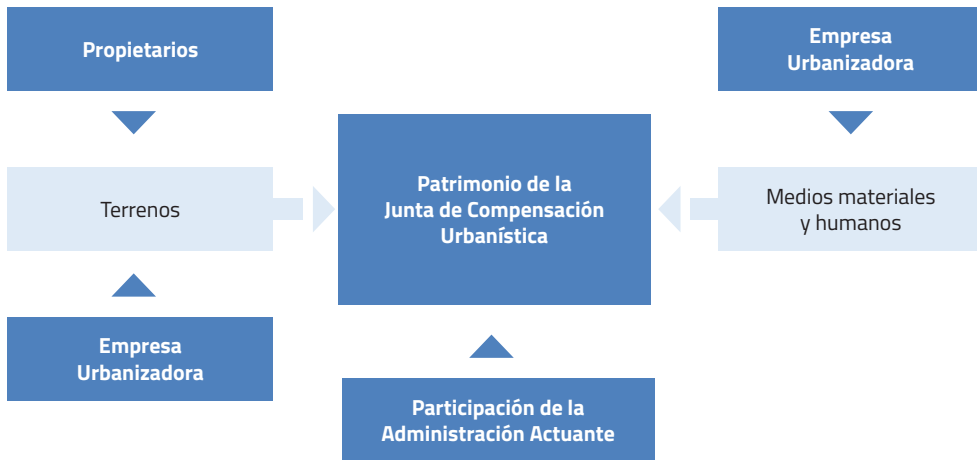 Propietarios
Empresa
Urbanizadora
Terrenos
Patrimonio de la
Junta de Compensación
Urbanística
Medios materiales
y humanos
Empresa
Urbanizadora
Participación de la
Administración Actuante